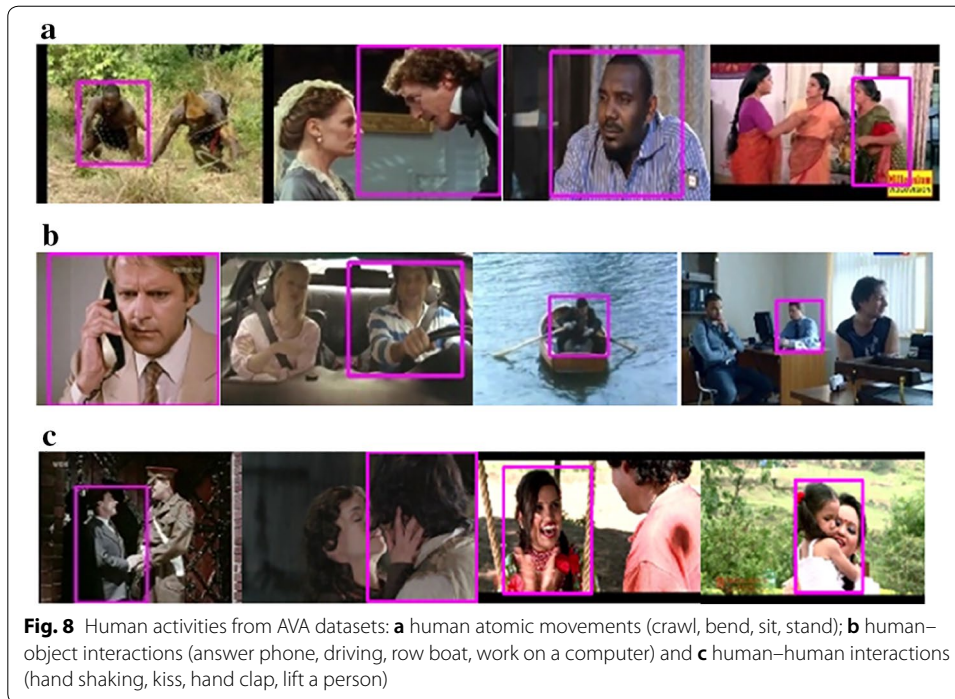 a
b
c
Fig. 8 Human activities from AVA datasets: a human atomic movements (crawl, bend, sit, stand); b human–
object interactions (answer phone, driving, row boat, work on a computer) and c human–human interactions
(hand shaking, kiss, hand clap, lift a person)